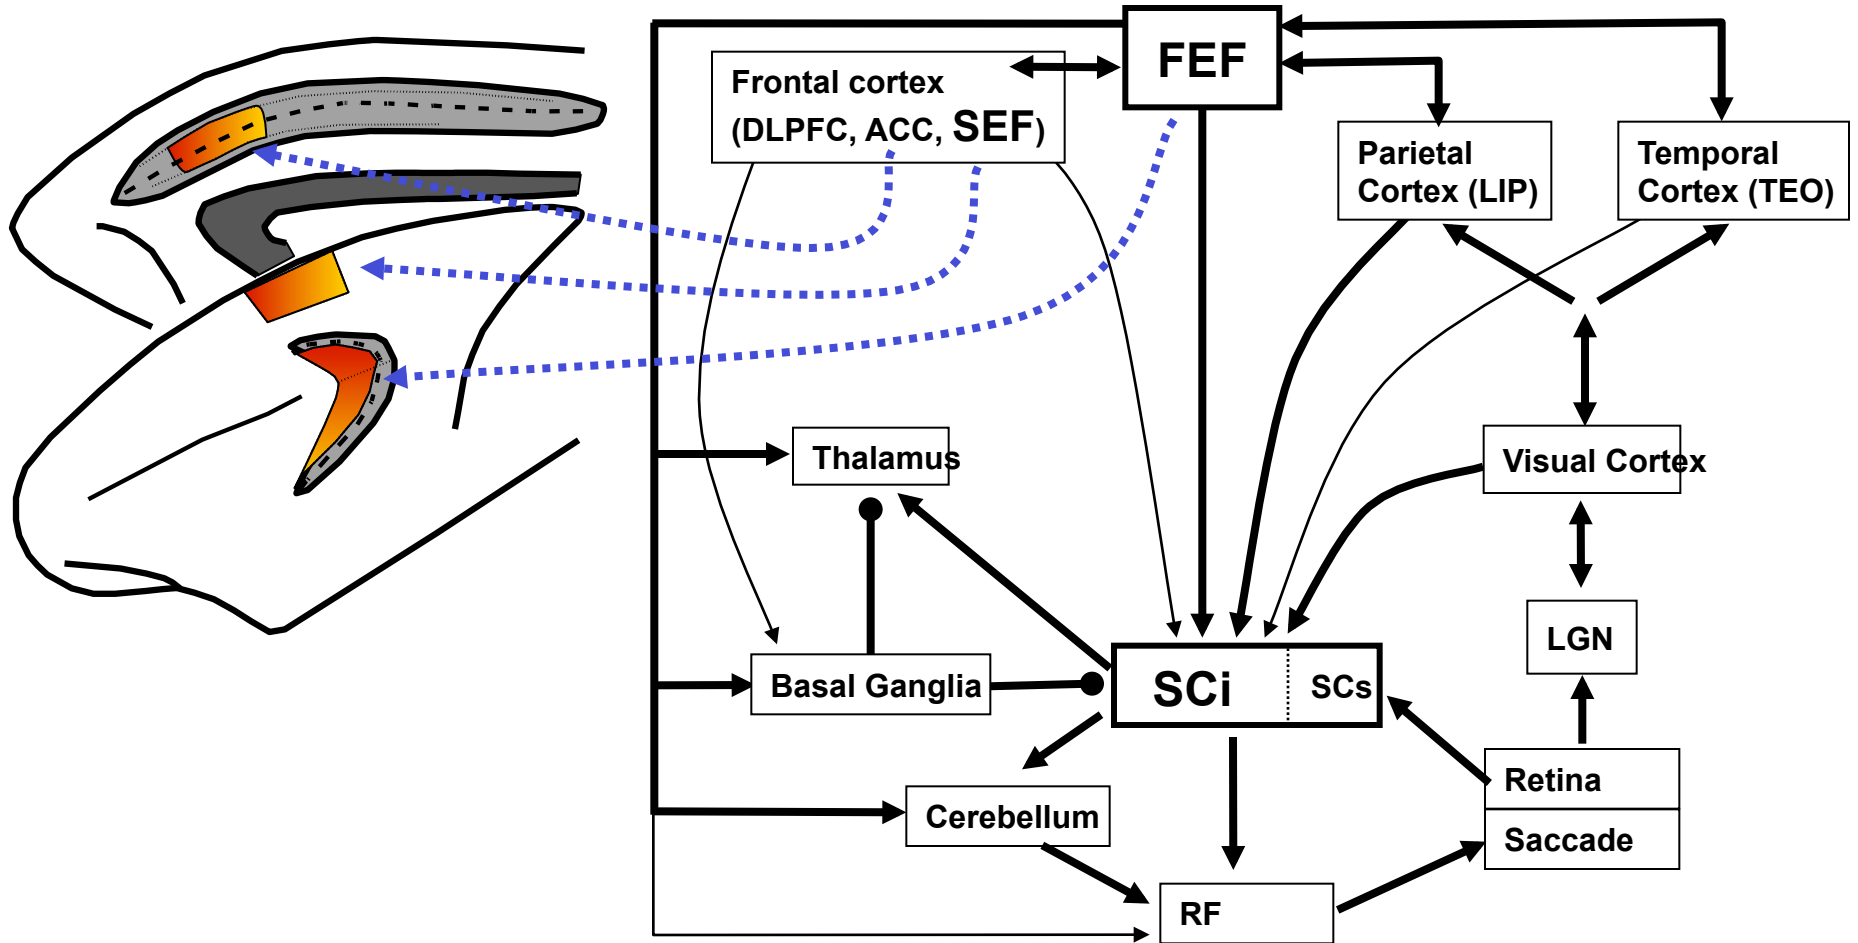 FEF
Frontal cortex
(DLPFC, ACC, SEF)
Parietal
Cortex (LIP)
Temporal
Cortex (TEO)
Thalamus
Visual Cortex
LGN
Basal Ganglia
SCi
SCs
Retina
Cerebellum
Saccade
RF